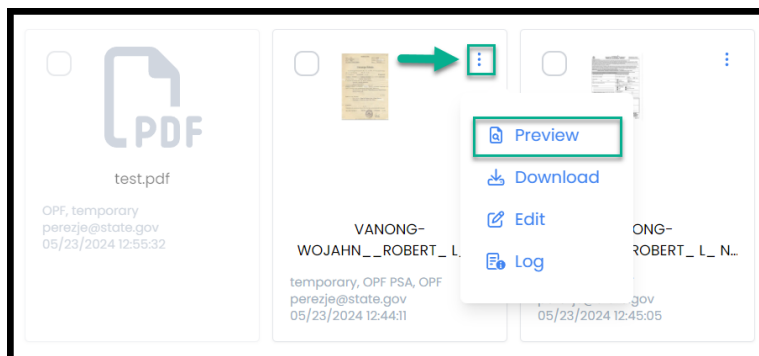 PDF
test.pdf
OPF, temporary
perezje@state.gov
05/23/2024 12:55:32
VANONG-
WOJAHN__ROBERT_ L_
temporary, OPF PSA, OPF
perezje@state.gov
05/23/2024 12:44:11
Preview
Download
Edit
Log
ONG-
ROBERT_ L_ N...
gov
05/23/2024 12:45:05